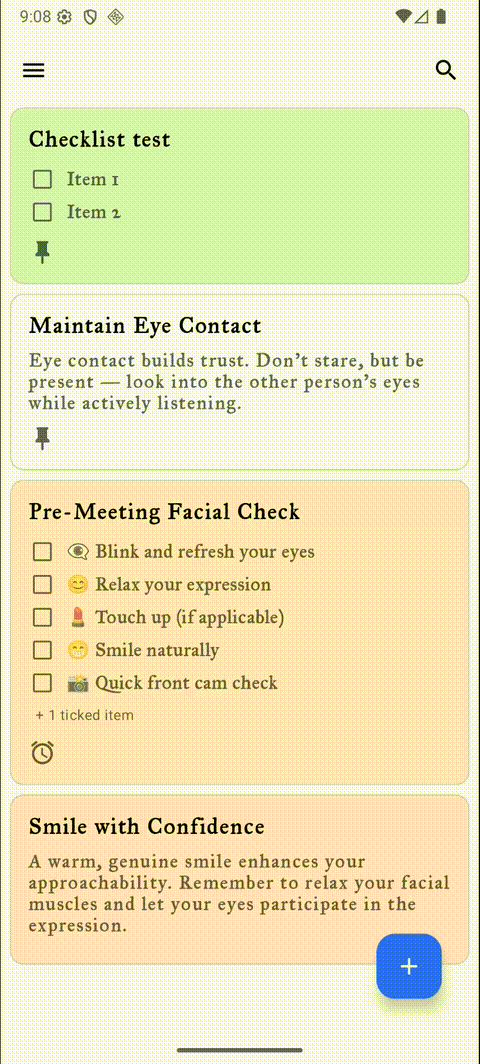 9:08
Checklist test
Item 1
Item 2
Maintain Eye Contact
Eye contact builds trust. Don't stare, but be
present — look into the other person's eyes
while actively listening.
Pre-Meeting Facial Check
👁️‍🗨️ Blink and refresh your eyes
😊 Relax your expression
💄 Touch up (if applicable)
😁 Smile naturally
📸 Quick front cam check
+ 1 ticked item
Smile with Confidence
A warm, genuine smile enhances your
approachability. Remember to relax your facial
muscles and let your eyes participate in the
expression.